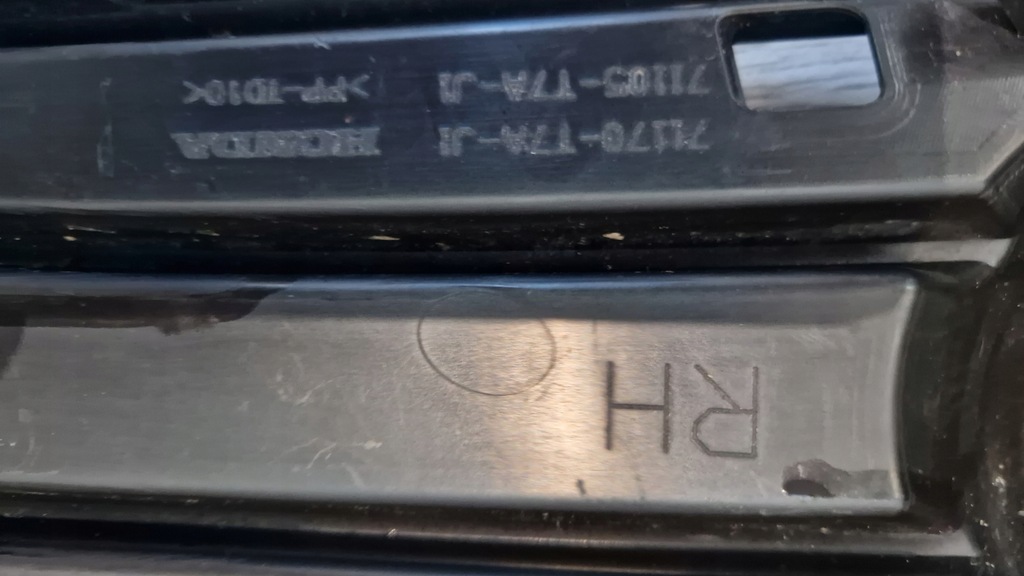 RH
71170-T7A-J1 HONDA
71105-T7A-J1 >PP-TD10<